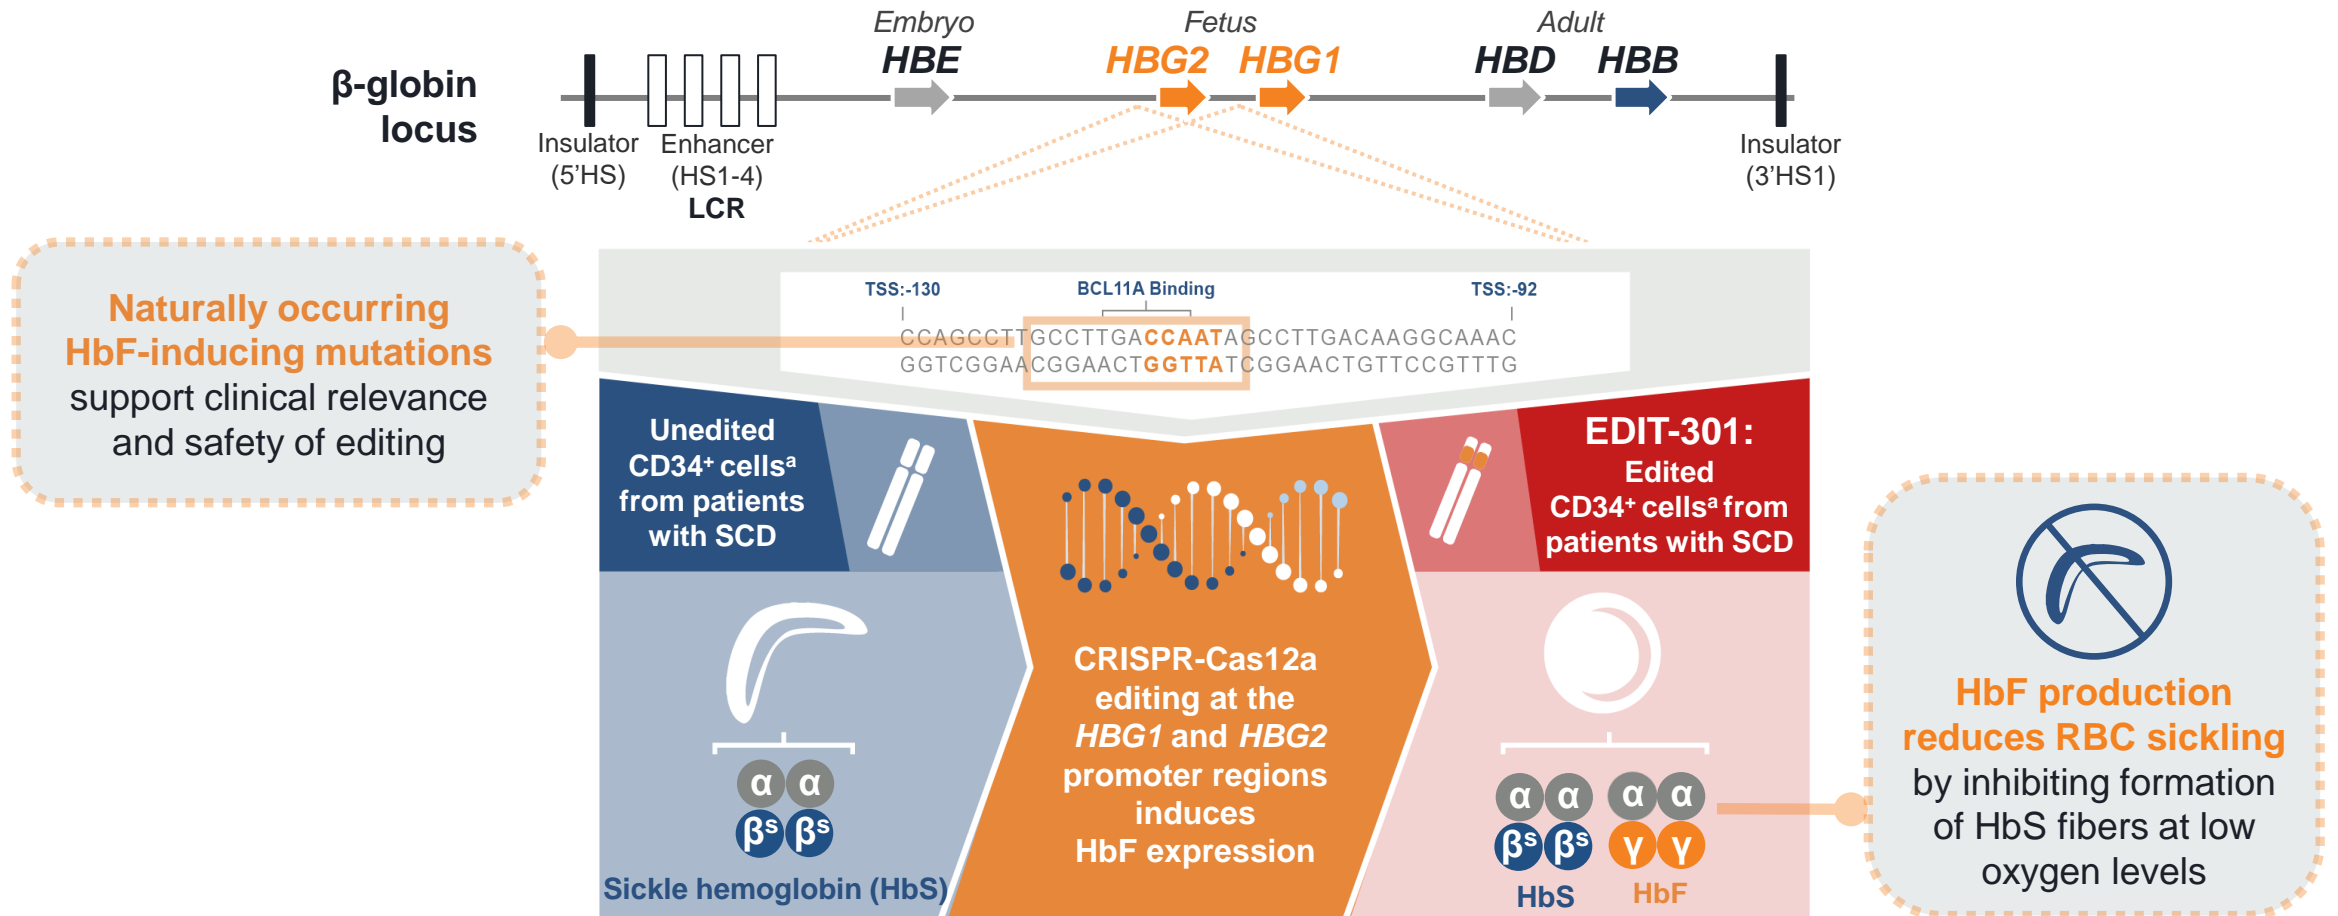 Embryo
Fetus
Adult
HBE
HBG2
HBG1
HBD
HBB
β-globin
locus
Insulator
(5'HS)
Enhancer
(HS1-4)
LCR
Insulator
(3'HS1)
Naturally occurring
HbF-inducing mutations
support clinical relevance
and safety of editing
TSS:-130
BCL11A Binding
TSS:-92
CCAGCCTTGCCTTGACCAATAGCCTTGACAAGGCAAAC
GGTCGGAACGGAACTGGTTATCGGAACTGTTCCGTTTG
Unedited
CD34⁺ cellsᵃ
from patients
with SCD
EDIT-301:
Edited
CD34⁺ cellsᵃ from
patients with SCD
CRISPR-Cas12a
editing at the
HBG1 and HBG2
promoter regions
induces
HbF expression
α α
βˢ βˢ
Sickle hemoglobin (HbS)
α α α α
βˢ βˢ γ γ
HbS
HbF
HbF production
reduces RBC sickling
by inhibiting formation
of HbS fibers at low
oxygen levels